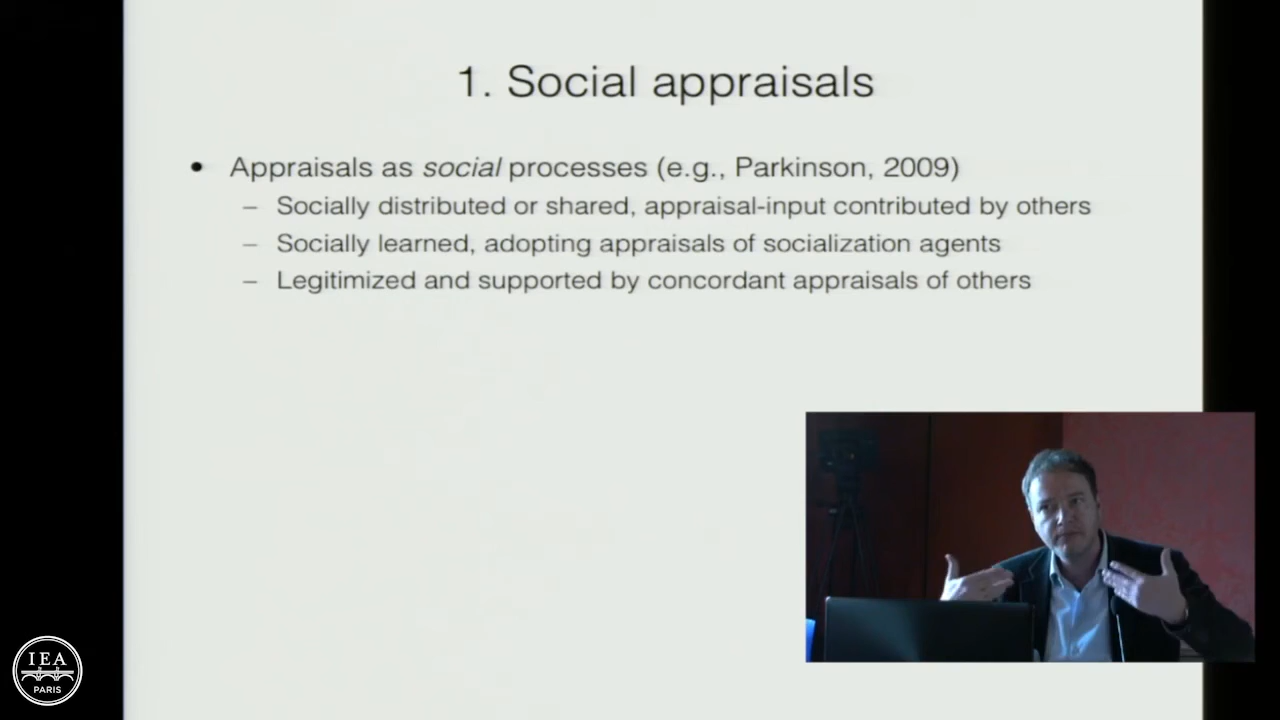 1. Social appraisals
• Appraisals as social processes (e.g., Parkinson, 2009)
– Socially distributed or shared, appraisal-input contributed by others
– Socially learned, adopting appraisals of socialization agents
– Legitimized and supported by concordant appraisals of others
IEA
PARIS